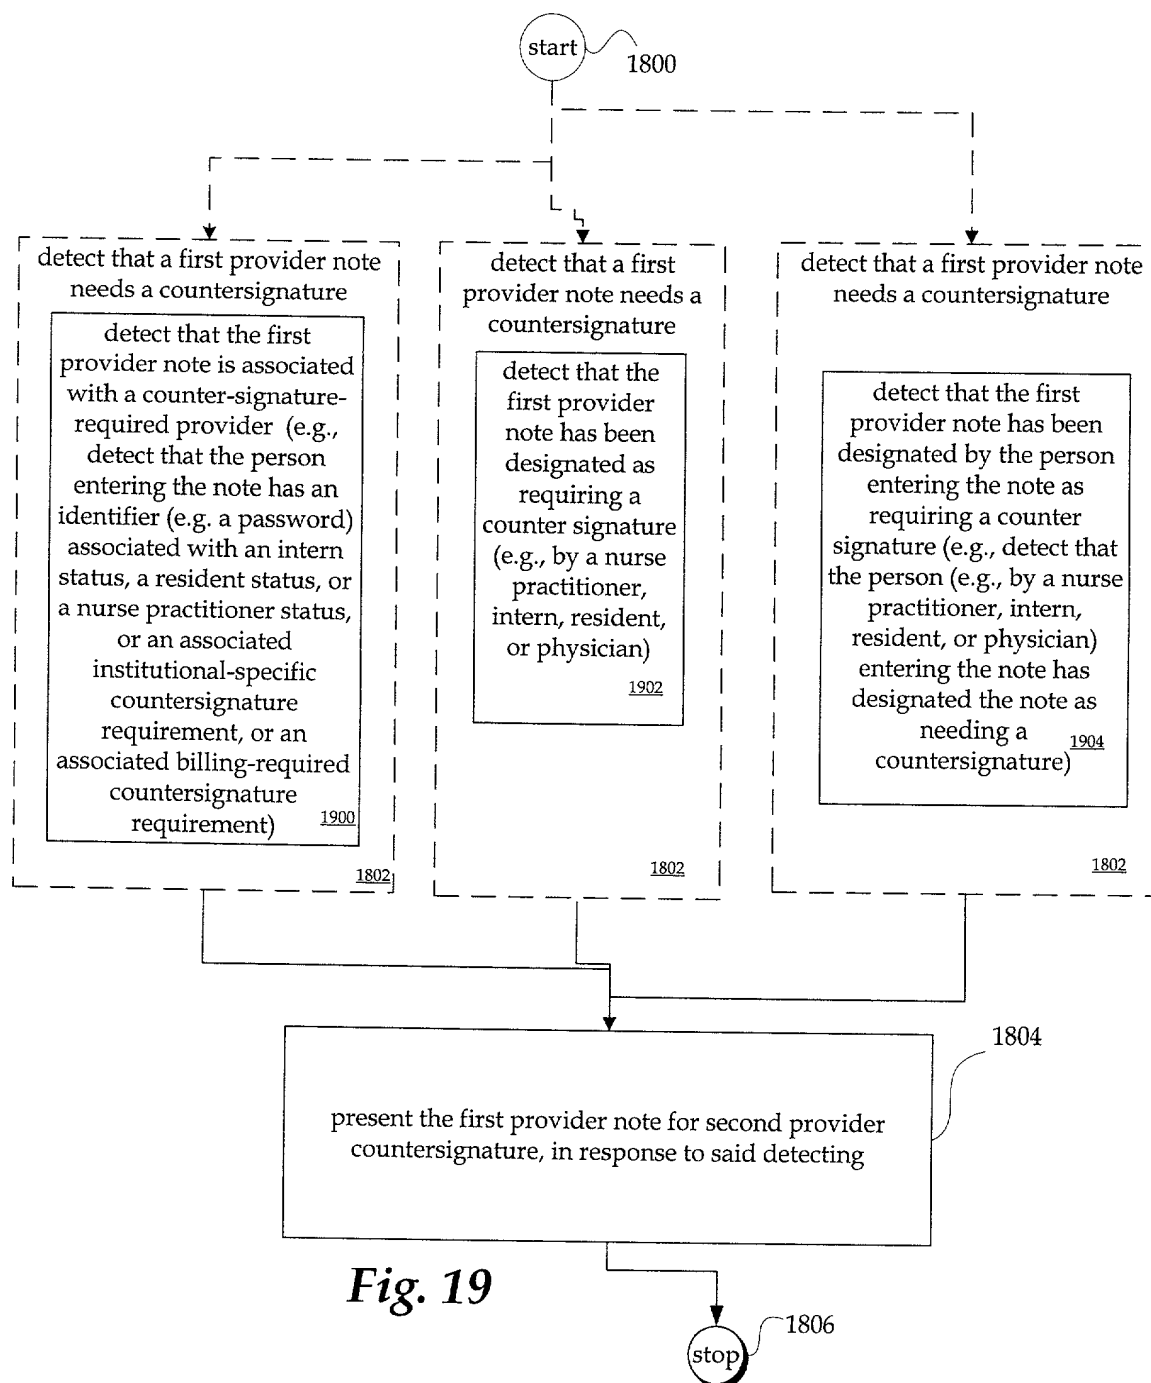 start
1800
detect that a first provider note
needs a countersignature
detect that the first
provider note is associated
with a counter-signature-
required provider (e.g.,
detect that the person
entering the note has an
identifier (e.g. a password)
associated with an intern
status, a resident status, or
a nurse practitioner status,
or an associated
institutional-specific
countersignature
requirement, or an
associated billing-required
countersignature
requirement)
1900
1802
detect that a first
provider note needs a
countersignature
detect that the
first provider
note has been
designated as
requiring a
counter signature
(e.g., by a nurse
practitioner,
intern, resident,
or physician)
1902
1802
detect that a first provider note
needs a countersignature
detect that the first
provider note has been
designated by the person
entering the note as
requiring a counter
signature (e.g., detect that
the person (e.g., by a nurse
practitioner, intern,
resident, or physician)
entering the note has
designated the note as
needing a
countersignature)
1904
1802
present the first provider note for second provider
countersignature, in response to said detecting
1804
Fig. 19
stop
1806